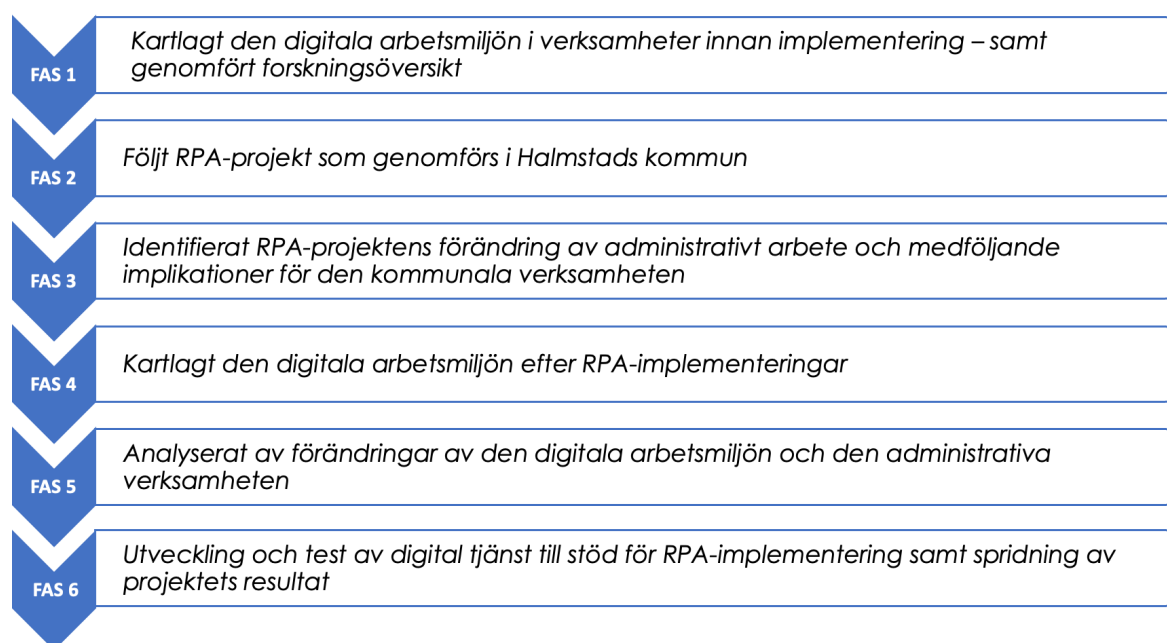 FAS 1
Kartlagt den digitala arbetsmiljön i verksamheter innan implementering – samt
genomfört forskningsöversikt
FAS 2
Följt RPA-projekt som genomförs i Halmstads kommun
FAS 3
Identifierat RPA-projektens förändring av administrativt arbete och medföljande
implikationer för den kommunala verksamheten
FAS 4
Kartlagt den digitala arbetsmiljön efter RPA-implementeringar
FAS 5
Analyserat av förändringar av den digitala arbetsmiljön och den administrativa
verksamheten
FAS 6
Utveckling och test av digital tjänst till stöd för RPA-implementering samt spridning av
projektets resultat